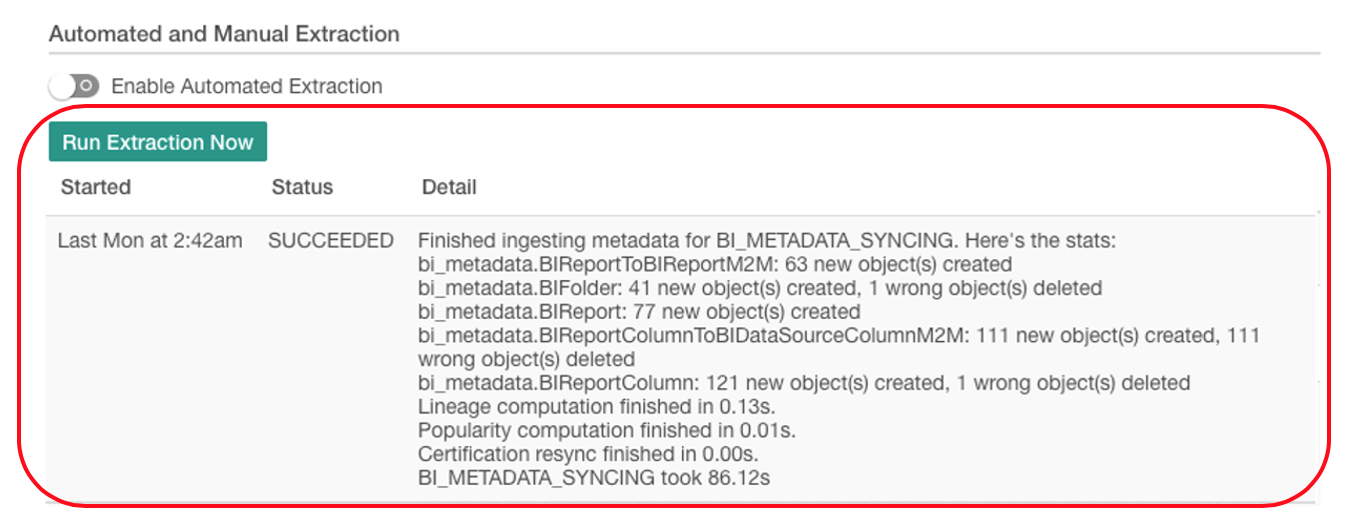 Automated and Manual Extraction
Enable Automated Extraction
Run Extraction Now
Started Status Detail
Last Mon at 2:42am SUCCEEDED Finished ingesting metadata for BI_METADATA_SYNCING. Here's the stats:
bi_metadata.BIReportToBIReportM2M: 63 new object(s) created
bi_metadata.BIFolder: 41 new object(s) created, 1 wrong object(s) deleted
bi_metadata.BIReport: 77 new object(s) created
bi_metadata.BIReportColumnToBIDataSourceColumnM2M: 111 new object(s) created, 111
wrong object(s) deleted
bi_metadata.BIReportColumn: 121 new object(s) created, 1 wrong object(s) deleted
Lineage computation finished in 0.13s.
Popularity computation finished in 0.01s.
Certification resync finished in 0.00s.
BI_METADATA_SYNCING took 86.12s